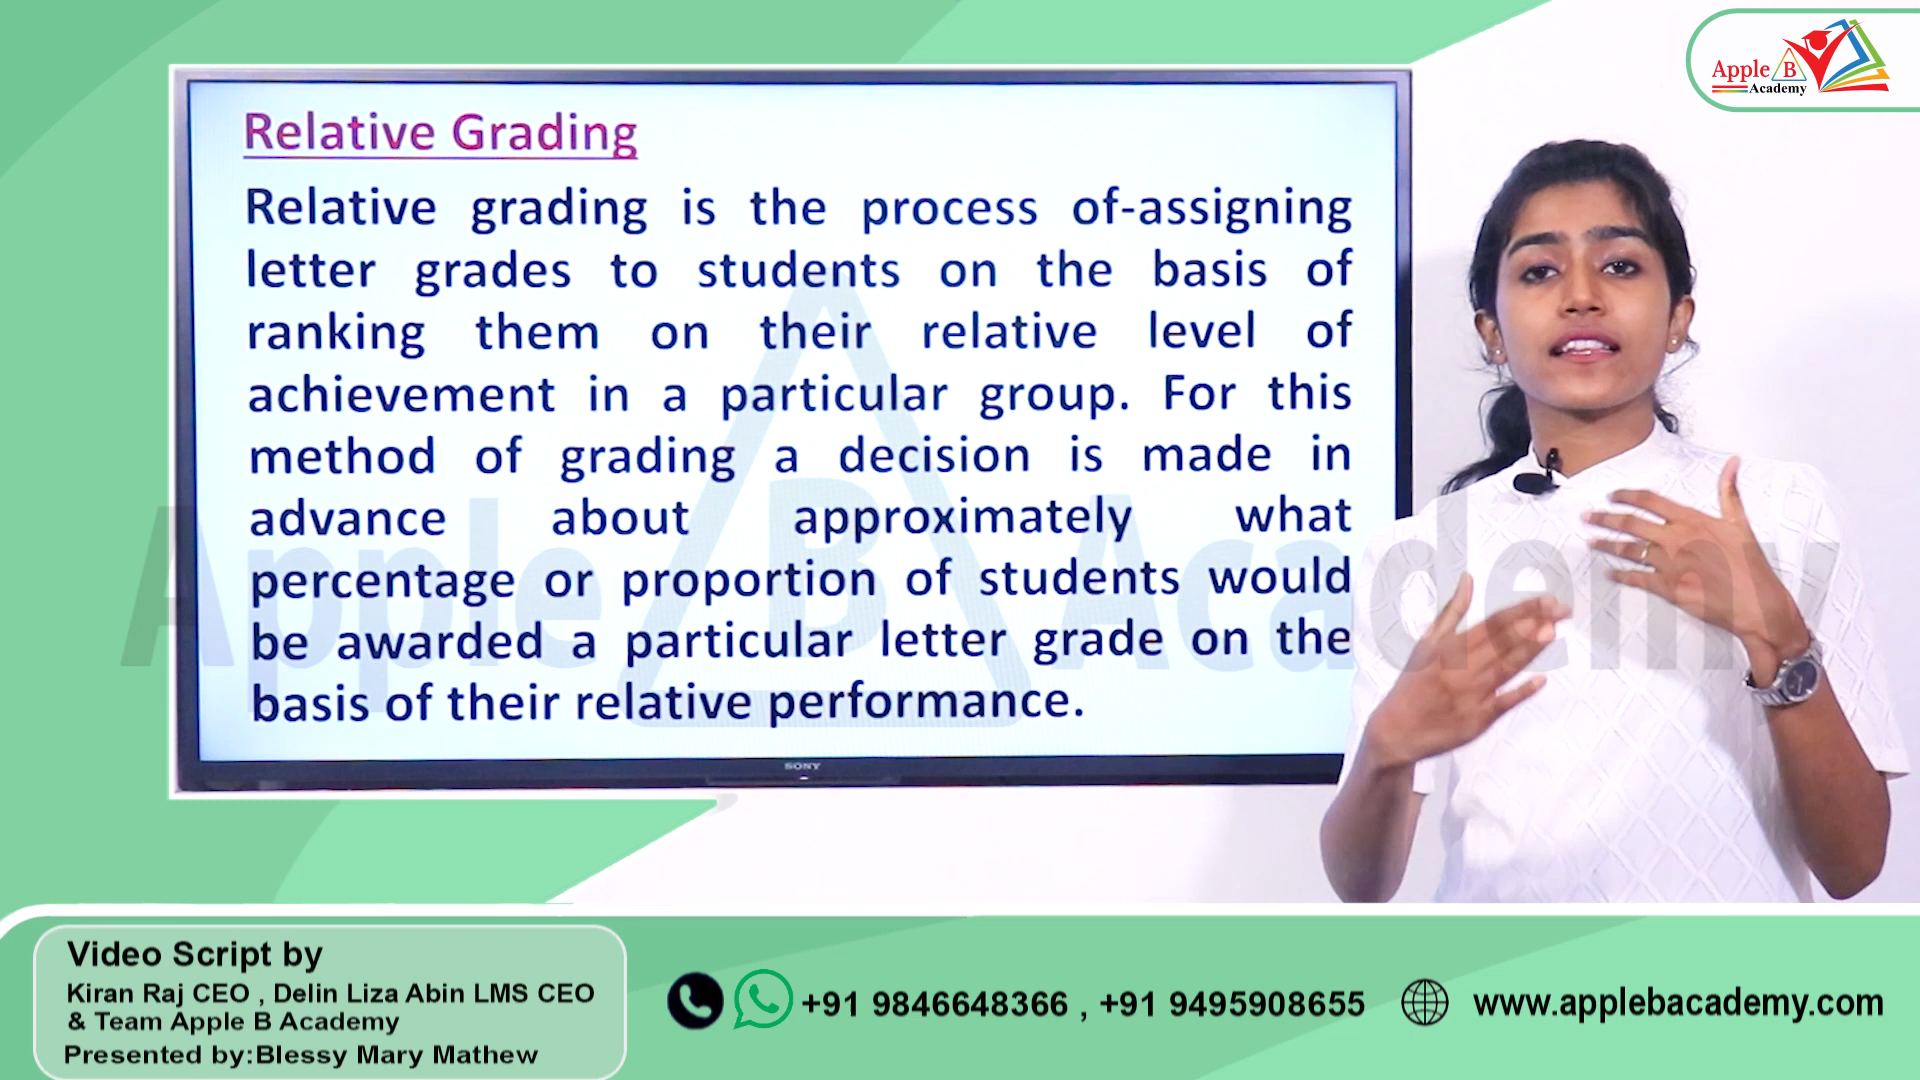 Apple B
Academy
Relative Grading
Relative grading is the process of-assigning
letter grades to students on the basis of
ranking them on their relative level of
achievement in a particular group. For this
method of grading a decision is made in
advance about approximately what
percentage or proportion of students would
be awarded a particular letter grade on the
basis of their relative performance.
Apple B Academy
SONY
Video Script by
Kiran Raj CEO , Delin Liza Abin LMS CEO
& Team Apple B Academy
Presented by:Blessy Mary Mathew
+91 9846648366 , +91 9495908655
www.applebacademy.com